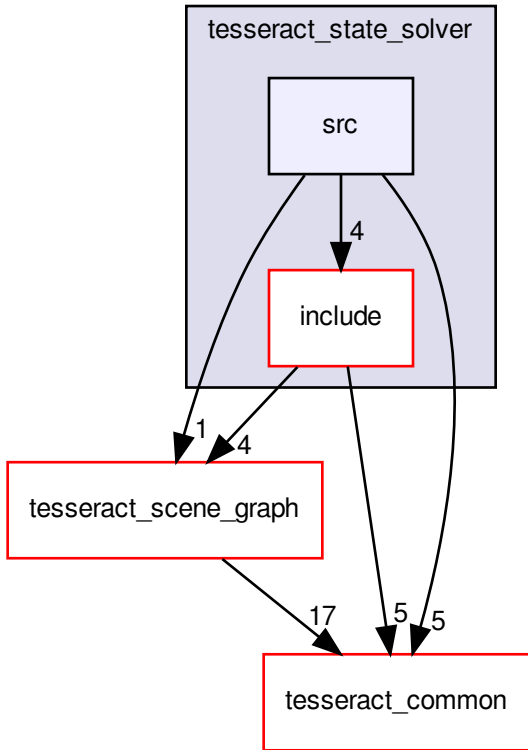 tesseract_state_solver
src
4
include
1
4
tesseract_scene_graph
17
5
5
tesseract_common